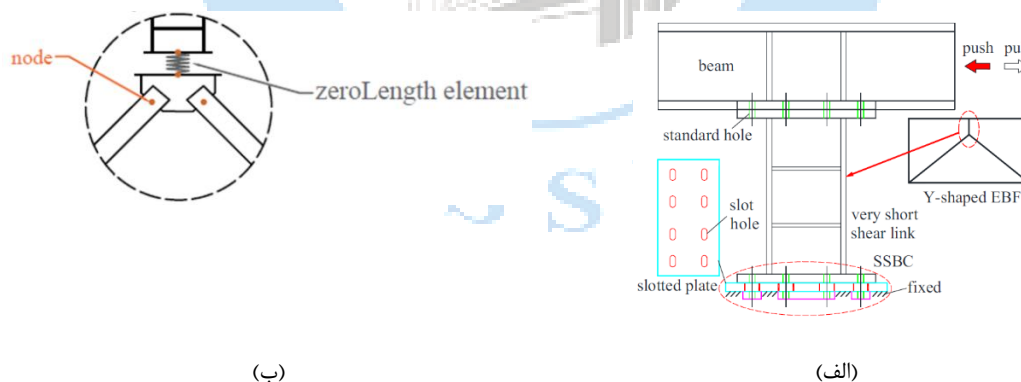 node
zeroLength element
(ب)
beam
push
pu
standard hole
slot
hole
slotted plate
very short
shear link
SSBC
fixed
Y-shaped EBF
(الف)
S